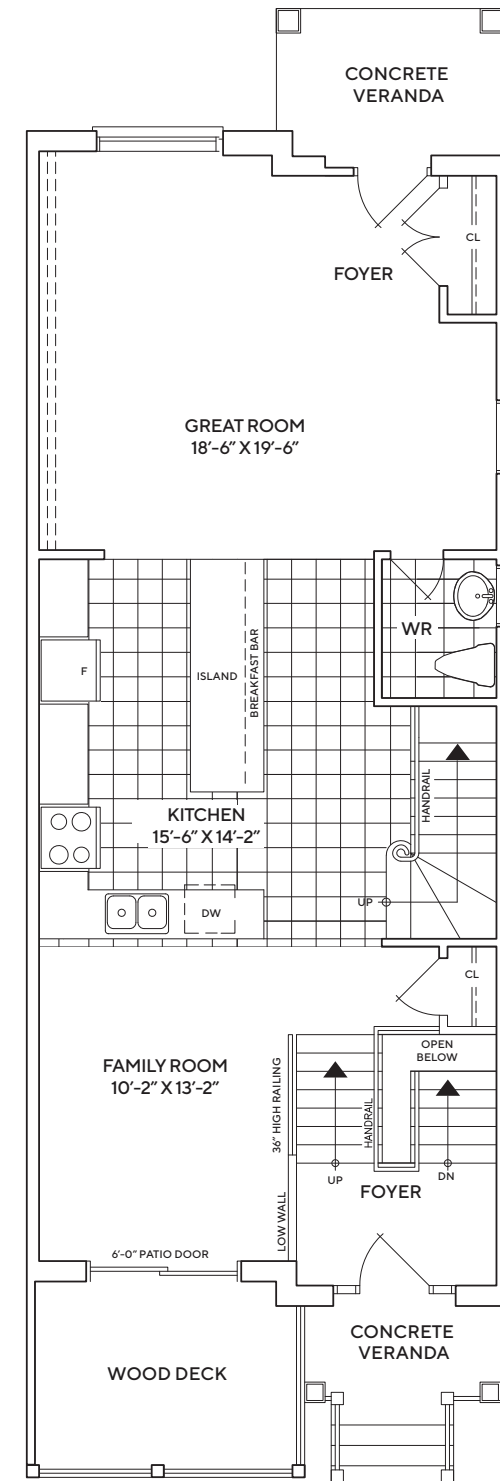 CONCRETE
VERANDA
CL
FOYER
GREAT ROOM
18′-6″ X 19′-6″
WR
F
ISLAND
BREAKFAST BAR
HANDRAIL
KITCHEN
15′-6″ X 14′-2″
UP
DW
CL
OPEN
BELOW
FAMILY ROOM
10′-2″ X 13′-2″
36″ HIGH RAILING
HANDRAIL
UP
DN
FOYER
LOW WALL
6′-0″ PATIO DOOR
CONCRETE
VERANDA
WOOD DECK